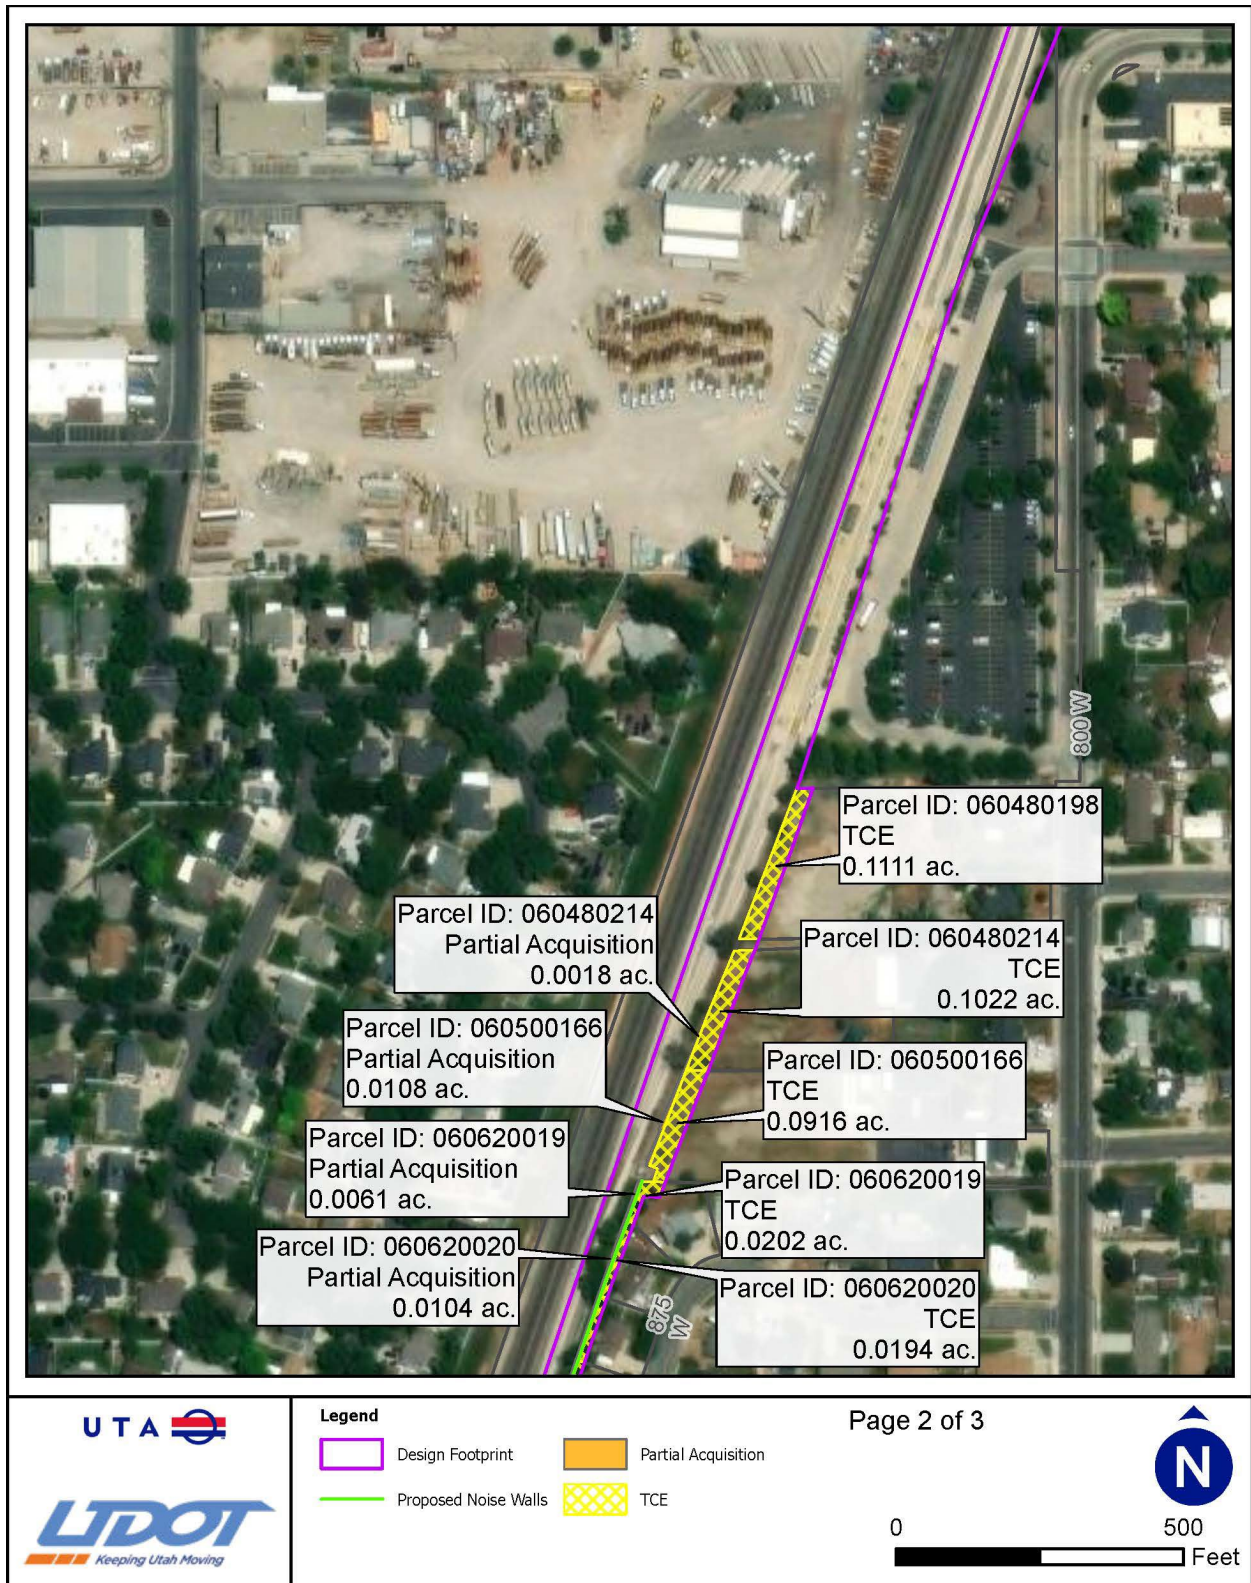 800 W
Parcel ID: 060480198
TCE
0.1111 ac.
Parcel ID: 060480214
Partial Acquisition
0.0018 ac.
Parcel ID: 060480214
TCE
0.1022 ac.
Parcel ID: 060500166
Partial Acquisition
0.0108 ac.
Parcel ID: 060500166
TCE
0.0916 ac.
Parcel ID: 060620019
Partial Acquisition
0.0061 ac.
Parcel ID: 060620019
TCE
0.0202 ac.
Parcel ID: 060620020
Partial Acquisition
0.0104 ac.
Parcel ID: 060620020
TCE
0.0194 ac.
875
W
UTA
UDOT
Keeping Utah Moving
Legend
Design Footprint
Partial Acquisition
Proposed Noise Walls
TCE
Page 2 of 3
N
0 500
Feet